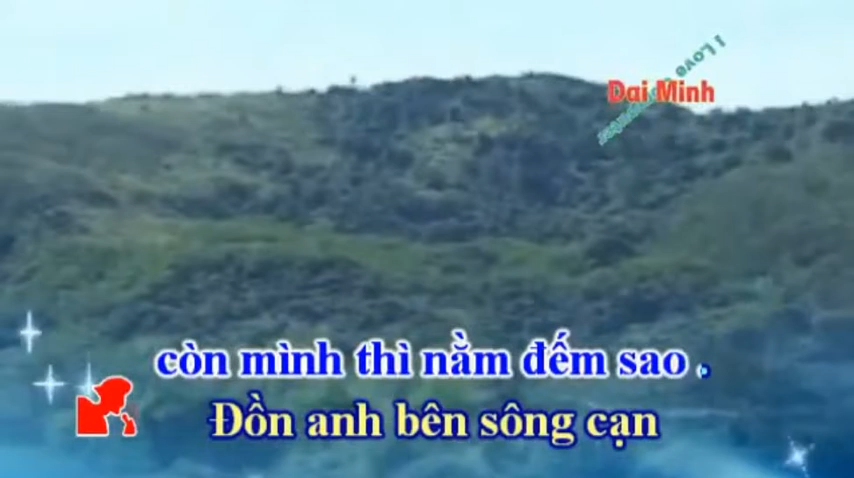 Dai Minh
còn mình thì nằm đếm sao .
Đồn anh bên sông cạn